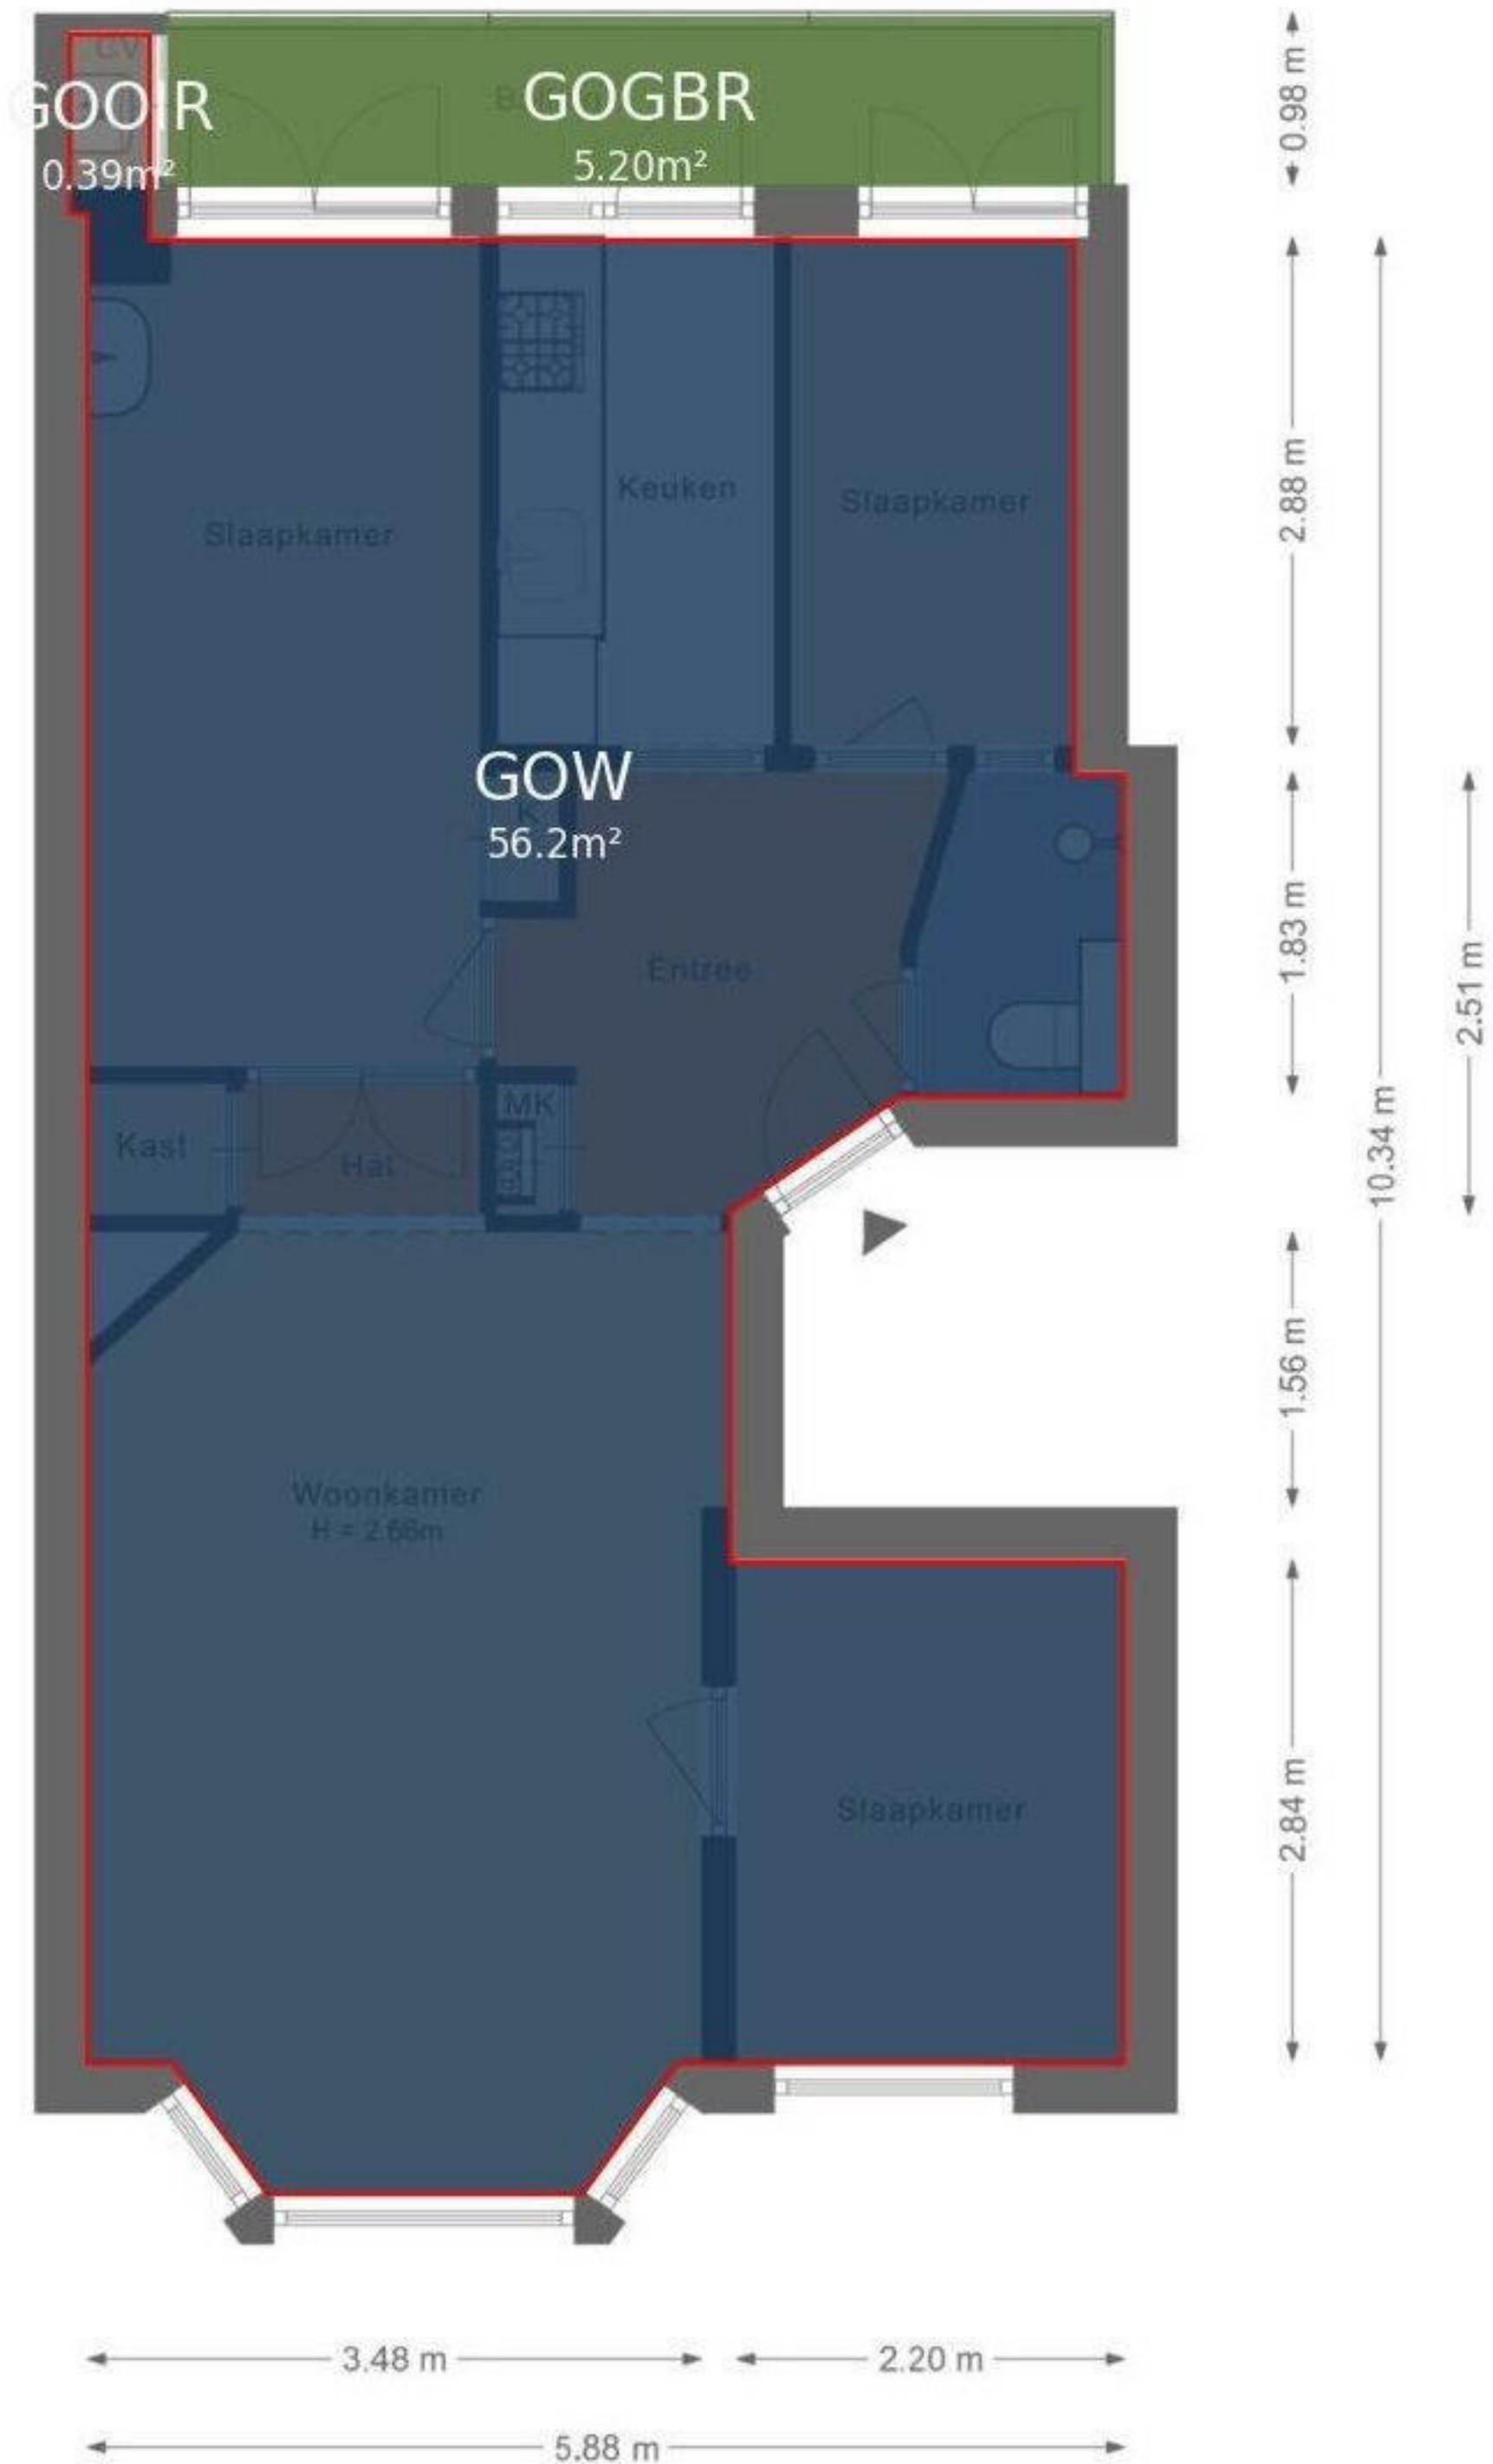 CV
GOOIR
0.39m²
GOGBR
5.20m²
0.98 m
Keuken
Slaapkamer
Slaapkamer
2.88 m
GOW
K
56.2m²
Entree
1.83 m
2.51 m
MK
Kast
Hal
10.34 m
1.56 m
Woonkamer
H = 2.66m
Slaapkamer
2.84 m
3.48 m
2.20 m
5.88 m